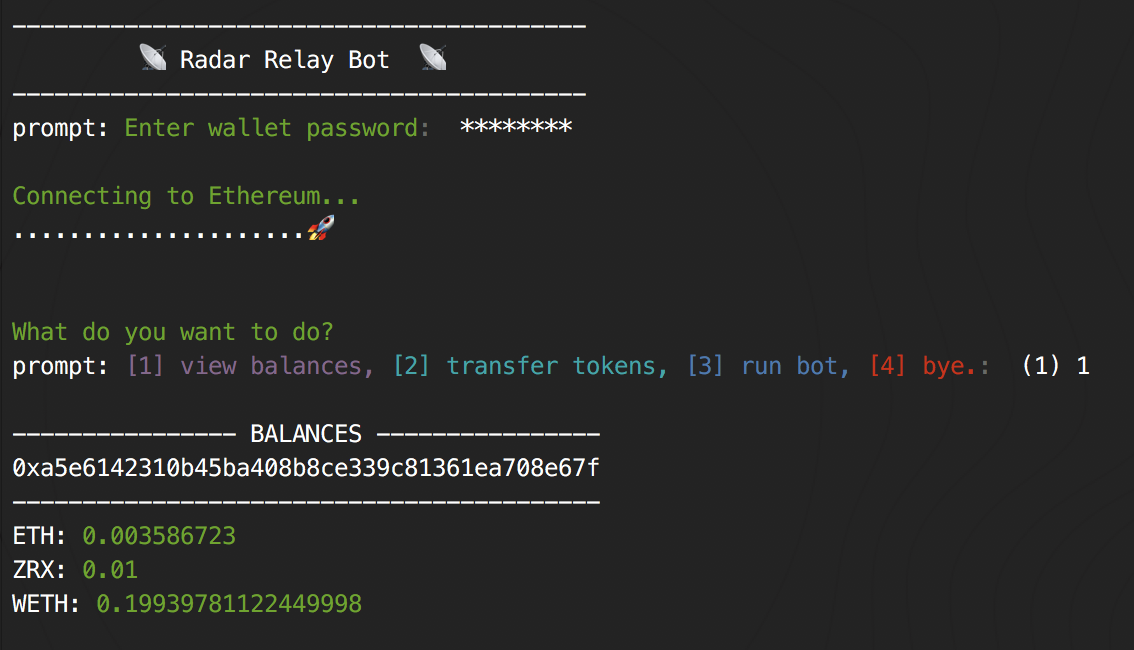 -----------------------------------------
📡 Radar Relay Bot 📡
-----------------------------------------
prompt: Enter wallet password:  ********
Connecting to Ethereum...
.....................🚀
What do you want to do?
prompt: [1] view balances, [2] transfer tokens, [3] run bot, [4] bye.:  (1) 1
---------------- BALANCES ----------------
0xa5e6142310b45ba408b8ce339c81361ea708e67f
------------------------------------------
ETH: 0.003586723
ZRX: 0.01
WETH: 0.19939781122449998